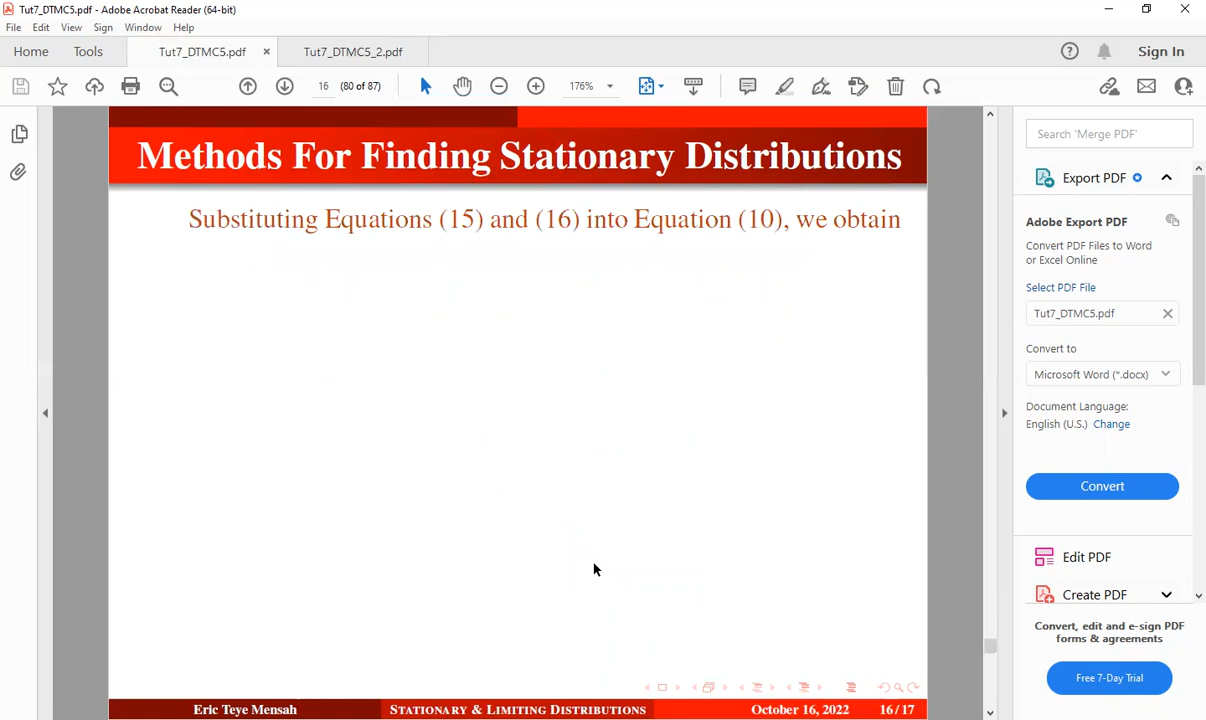 Tut7_DTMC5.pdf - Adobe Acrobat Reader (64-bit)
File Edit View Sign Window Help
Home Tools Tut7_DTMC5.pdf × Tut7_DTMC5_2.pdf Sign In
16 (80 of 87) 176%
Methods For Finding Stationary Distributions
Substituting Equations (15) and (16) into Equation (10), we obtain
Eric Teye Mensah STATIONARY & LIMITING DISTRIBUTIONS October 16, 2022 16/17
Search 'Merge PDF'
Export PDF
Adobe Export PDF
Convert PDF Files to Word
or Excel Online
Select PDF File
Tut7_DTMC5.pdf
Convert to
Microsoft Word (*.docx)
Document Language:
English (U.S.) Change
Convert
Edit PDF
Create PDF
Convert, edit and e-sign PDF
forms & agreements
Free 7-Day Trial